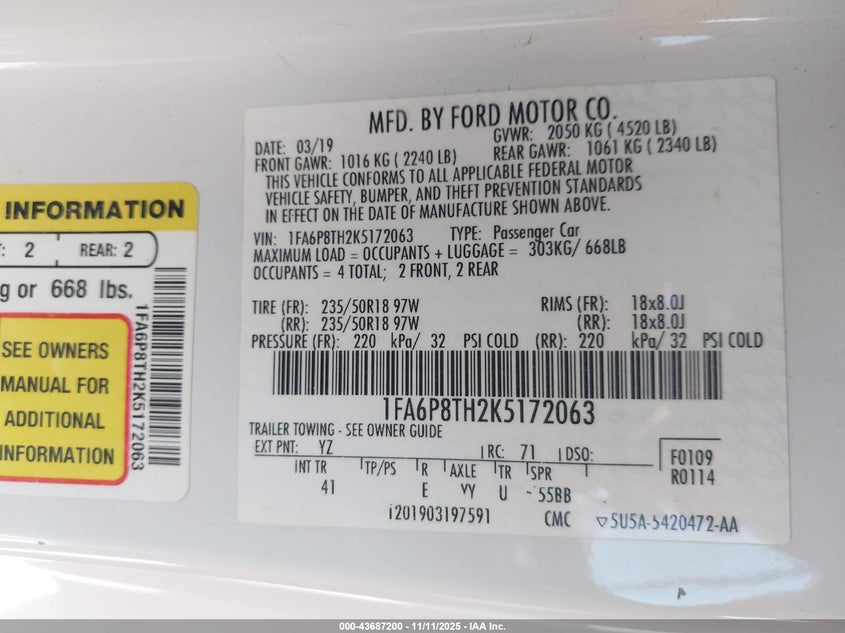 INFORMATION
: 2 REAR: 2
g or 668 lbs.
SEE OWNERS
MANUAL FOR
ADDITIONAL
INFORMATION
1FA6P8TH2K5172063
MFD. BY FORD MOTOR CO.
DATE: 03/19 GVWR: 2050 KG ( 4520 LB)
FRONT GAWR: 1016 KG ( 2240 LB) REAR GAWR: 1061 KG ( 2340 LB)
THIS VEHICLE CONFORMS TO ALL APPLICABLE FEDERAL MOTOR
VEHICLE SAFETY, BUMPER, AND THEFT PREVENTION STANDARDS
IN EFFECT ON THE DATE OF MANUFACTURE SHOWN ABOVE.
VIN: 1FA6P8TH2K5172063 TYPE: Passenger Car
MAXIMUM LOAD = OCCUPANTS + LUGGAGE = 303KG/ 668LB
OCCUPANTS = 4 TOTAL; 2 FRONT, 2 REAR
TIRE (FR): 235/50R18 97W RIMS (FR): 18x8.0J
(RR): 235/50R18 97W (RR): 18x8.0J
PRESSURE (FR): 220 kPa/ 32 PSI COLD (RR): 220 kPa/ 32 PSI COLD
1FA6P8TH2K5172063
TRAILER TOWING - SEE OWNER GUIDE
EXT PNT: YZ RC: 71 DSO:
INT TR TP/PS R AXLE TR SPR
41 E YY U 55BB
F0109
R0114
i201903197591 CMC 5U5A-5420472-AA
000-43687200 - 11/11/2025 - IAA Inc.